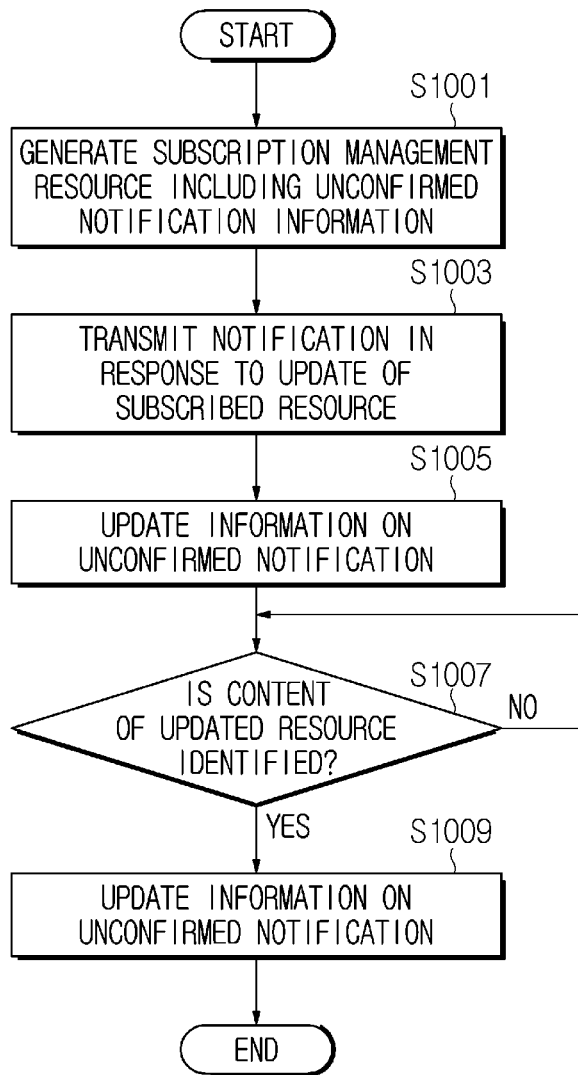 START
S1001
GENERATE SUBSCRIPTION MANAGEMENT
RESOURCE INCLUDING UNCONFIRMED
NOTIFICATION INFORMATION
S1003
TRANSMIT NOTIFICATION IN
RESPONSE TO UPDATE OF
SUBSCRIBED RESOURCE
S1005
UPDATE INFORMATION ON
UNCONFIRMED NOTIFICATION
S1007
IS CONTENT
OF UPDATED RESOURCE
IDENTIFIED?
NO
YES
S1009
UPDATE INFORMATION ON
UNCONFIRMED NOTIFICATION
END